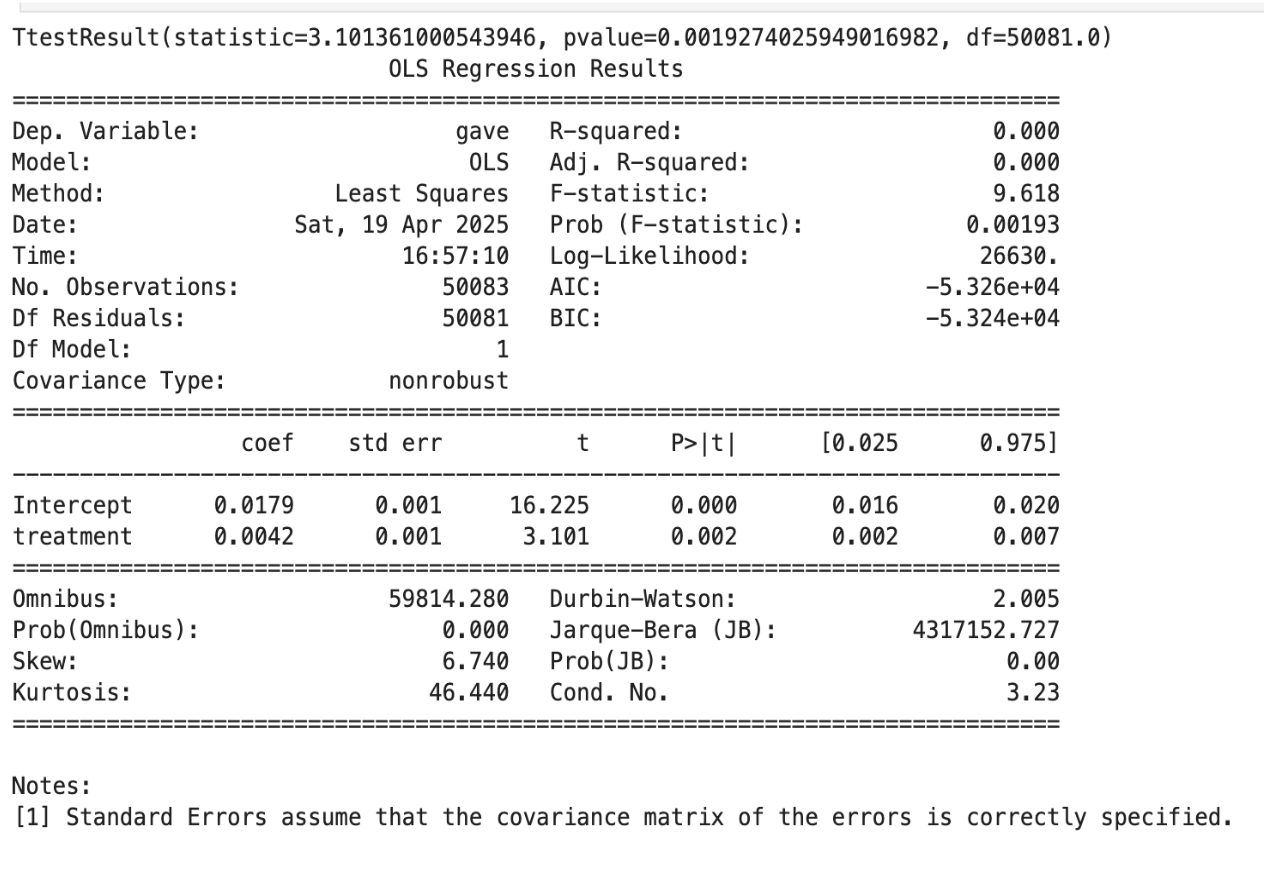 TtestResult(statistic=3.101361000543946, pvalue=0.0019274025949016982, df=50081.0)
                            OLS Regression Results
==============================================================================
Dep. Variable:                   gave   R-squared:                       0.000
Model:                            OLS   Adj. R-squared:                  0.000
Method:                 Least Squares   F-statistic:                     9.618
Date:                Sat, 19 Apr 2025   Prob (F-statistic):            0.00193
Time:                        16:57:10   Log-Likelihood:                 26630.
No. Observations:               50083   AIC:                        -5.326e+04
Df Residuals:                   50081   BIC:                        -5.324e+04
Df Model:                           1
Covariance Type:            nonrobust
==============================================================================
                 coef    std err          t      P>|t|      [0.025      0.975]
------------------------------------------------------------------------------
Intercept      0.0179      0.001     16.225      0.000       0.016       0.020
treatment      0.0042      0.001      3.101      0.002       0.002       0.007
==============================================================================
Omnibus:                    59814.280   Durbin-Watson:                   2.005
Prob(Omnibus):                  0.000   Jarque-Bera (JB):          4317152.727
Skew:                           6.740   Prob(JB):                         0.00
Kurtosis:                      46.440   Cond. No.                         3.23
==============================================================================
Notes:
[1] Standard Errors assume that the covariance matrix of the errors is correctly specified.